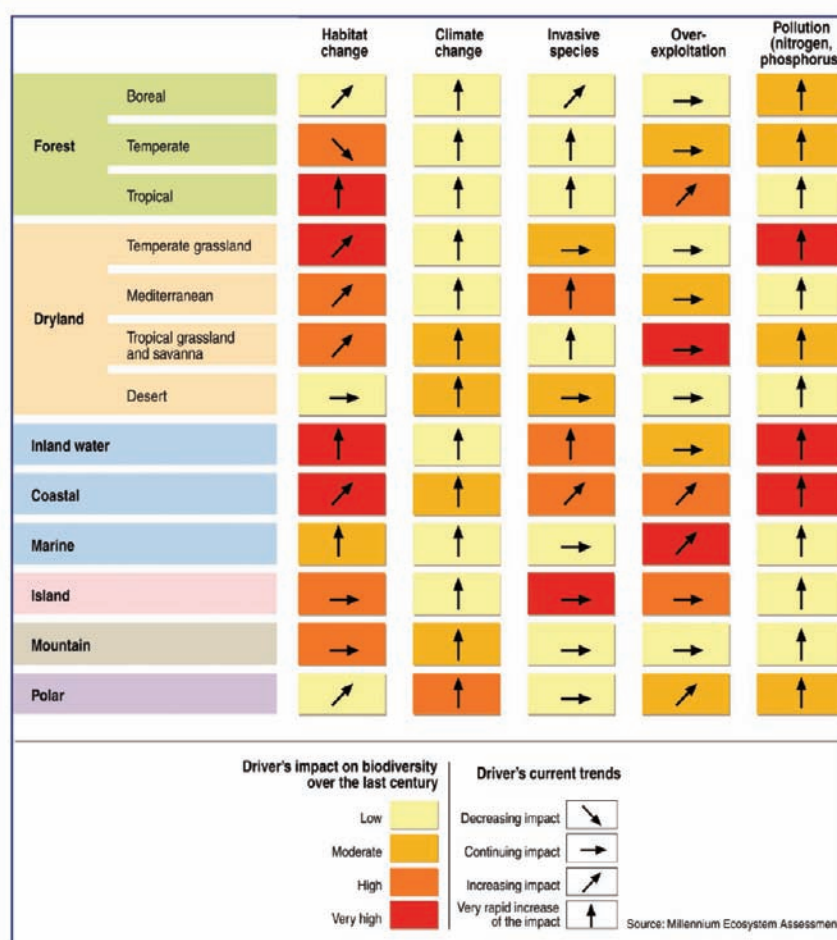 Habitat
change
Climate
change
Invasive
species
Over-
exploitation
Pollution
(nitrogen,
phosphorus
Forest
Boreal
Temperate
Tropical
Dryland
Temperate grassland
Mediterranean
Tropical grassland
and savanna
Desert
Inland water
Coastal
Marine
Island
Mountain
Polar
Driver's impact on biodiversity
over the last century
Low
Moderate
High
Very high
Driver's current trends
Decreasing impact
Continuing impact
Increasing impact
Very rapid increase
of the impact
Source: Millennium Ecosystem Assessmen